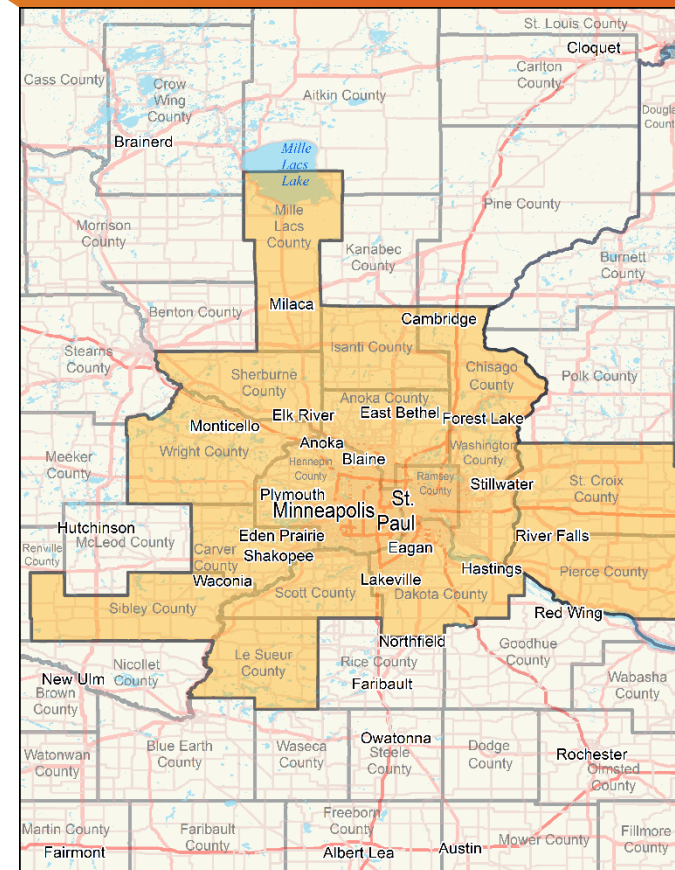 St. Louis County
Cloquet
Cass County
Carlton
County
Crow
Wing
County
Aitkin County
Dougla
Count
Brainerd
Mille
Lacs
Lake
Mille
Lacs
County
Pine County
Morrison
County
Kanabec
County
Burnett
County
Milaca
Benton County
Cambridge
Isanti County
Stearns
County
Sherburne
County
Chisago
County
Polk County
Anoka County
Elk River
East Bethel
Forest Lake
Monticello
Anoka
Wright County
Washington
County
Blaine
Meeker
County
Hennepin
County
Ramsey
County
Stillwater
St. Croix
County
Plymouth
St.
Paul
Minneapolis
Hutchinson
McLeod County
Eden Prairie
River Falls
Renville
County
Carver
County
Shakopee
Eagan
Waconia
Lakeville
Hastings
Pierce County
Scott County
Dakota County
Sibley County
Red Wing
Northfield
Goodhue
County
Le Sueur
County
Rice County
Nicollet
County
New Ulm
Brown
County
Faribault
Wabasha
County
Owatonna
Steele
County
Watonwan
County
Blue Earth
County
Waseca
County
Dodge
County
Rochester
Olmsted
County
Freeborn
County
Martin County
Faribault
County
Mower County
Fillmore
County
Fairmont
Albert Lea
Austin